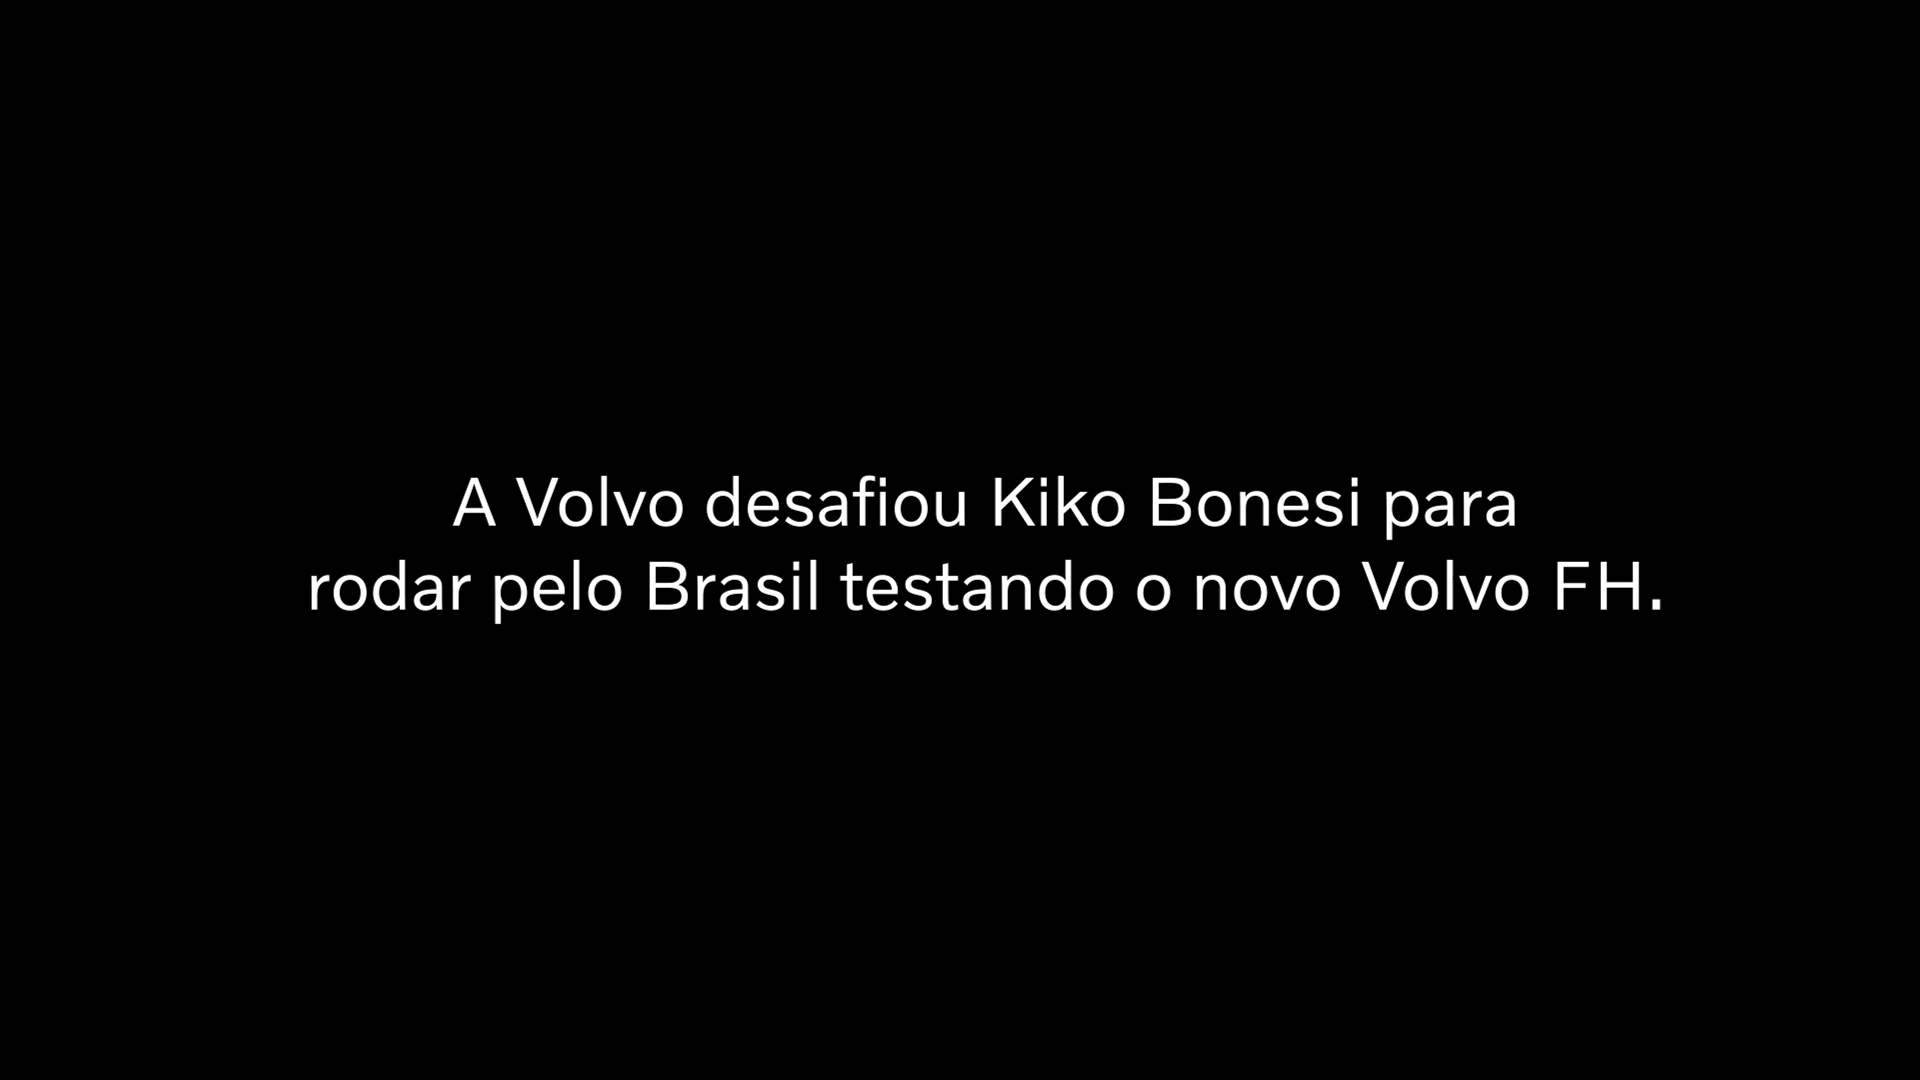 A Volvo desafiou Kiko Bonesi para
rodar pelo Brasil testando o novo Volvo FH.